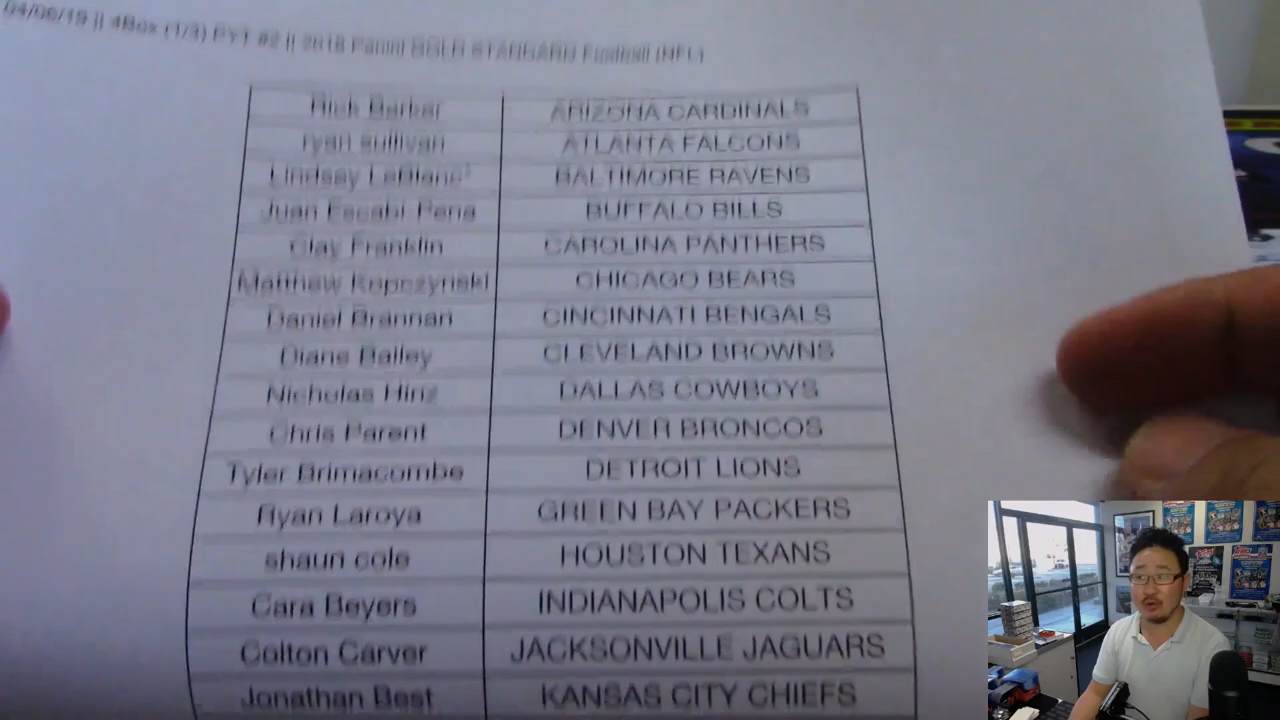 04/06/19 || 4Box (1/3) PYT #2 || 2018 Panini GOLD STANDARD Football (NFL)
Rick Barker ARIZONA CARDINALS
ryan sullivan ATLANTA FALCONS
Lindsay LeBlanc BALTIMORE RAVENS
Juan Escabi Pena BUFFALO BILLS
Clay Franklin CAROLINA PANTHERS
Matthew Kopczynski CHICAGO BEARS
Daniel Brannan CINCINNATI BENGALS
Diane Bailey CLEVELAND BROWNS
Nicholas Hinz DALLAS COWBOYS
Chris Parent DENVER BRONCOS
Tyler Brimacombe DETROIT LIONS
Ryan Laroya GREEN BAY PACKERS
shaun cole HOUSTON TEXANS
Cara Beyers INDIANAPOLIS COLTS
Colton Carver JACKSONVILLE JAGUARS
Jonathan Best KANSAS CITY CHIEFS